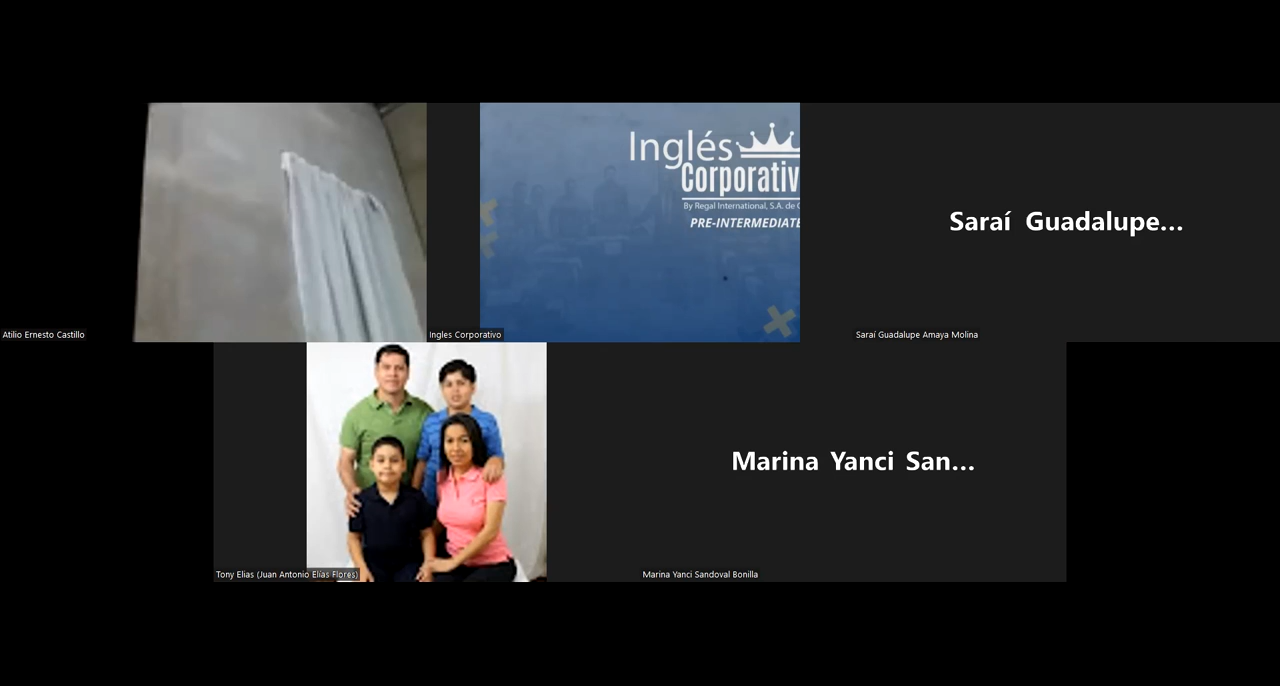 Inglés
Corporativ
By Regal International, S.A. de C
PRE-INTERMEDIATE
Saraí Guadalupe...
Atilio Ernesto Castillo
Ingles Corporativo
Saraí Guadalupe Amaya Molina
Marina Yanci San...
Tony Elias (Juan Antonio Elías Flores)
Marina Yanci Sandoval Bonilla